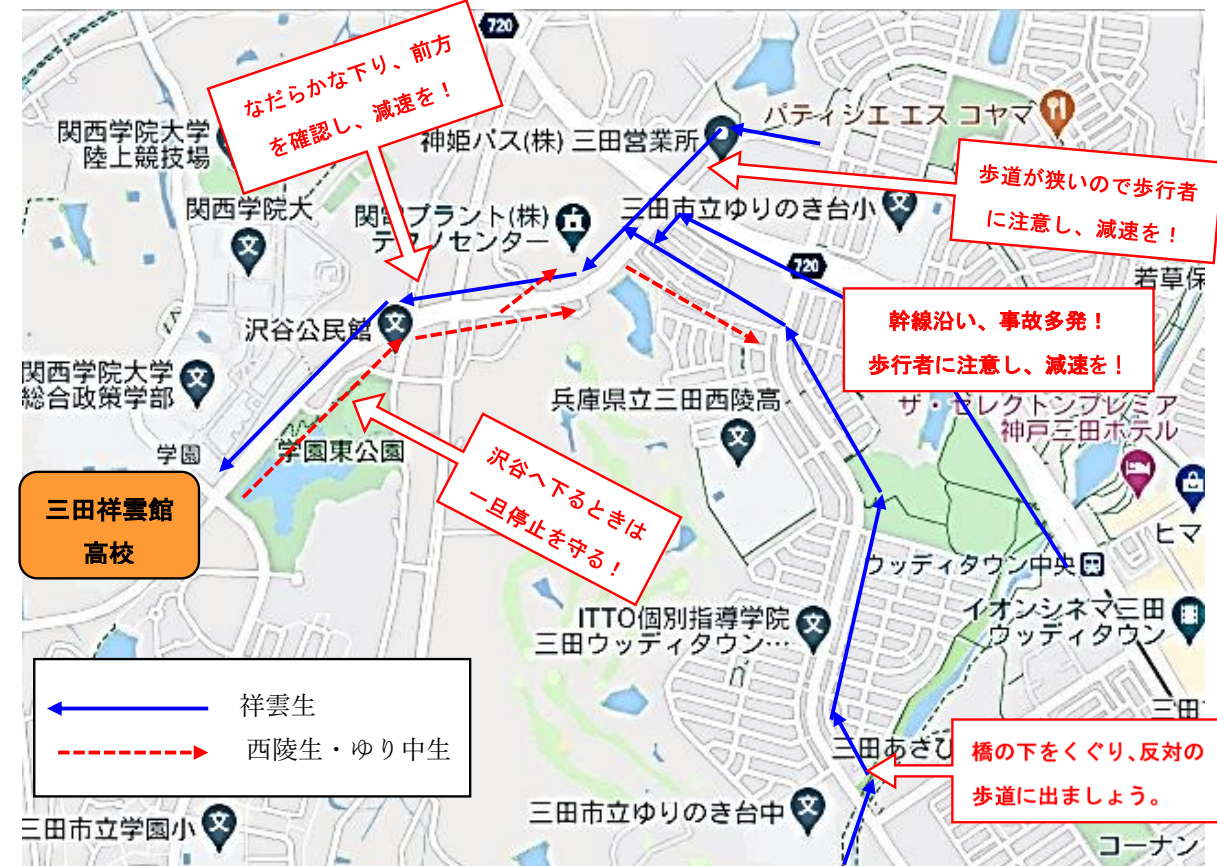 720
なだらかな下り、前方
を確認し、減速を！
パティシエ エス コヤマ
関西学院大学
陸上競技場
神姫バス(株) 三田営業所
歩道が狭いので歩行者
に注意し、減速を！
関西学院大
関宮プラント(株)
テクノセンター
三田市立ゆりのき台小
720
若草保
幹線沿い、事故多発！
歩行者に注意し、減速を！
沢谷公民館
関西学院大学
総合政策学部
兵庫県立三田西陵高
ザ・セレクトンプレミア
神戸三田ホテル
学園
学園東公園
沢谷へ下るときは
一旦停止を守る！
三田祥雲館
高校
ヒマ
ウッディタウン中央
ITTO個別指導学院
三田ウッディタウン…
イオンシネマ三田
ウッディタウン
祥雲生
西陵生・ゆり中生
三田
三田あさひ
橋の下をくぐり、反対の
歩道に出ましょう。
三田市立ゆりのき台中
三田市立学園小
コーナン